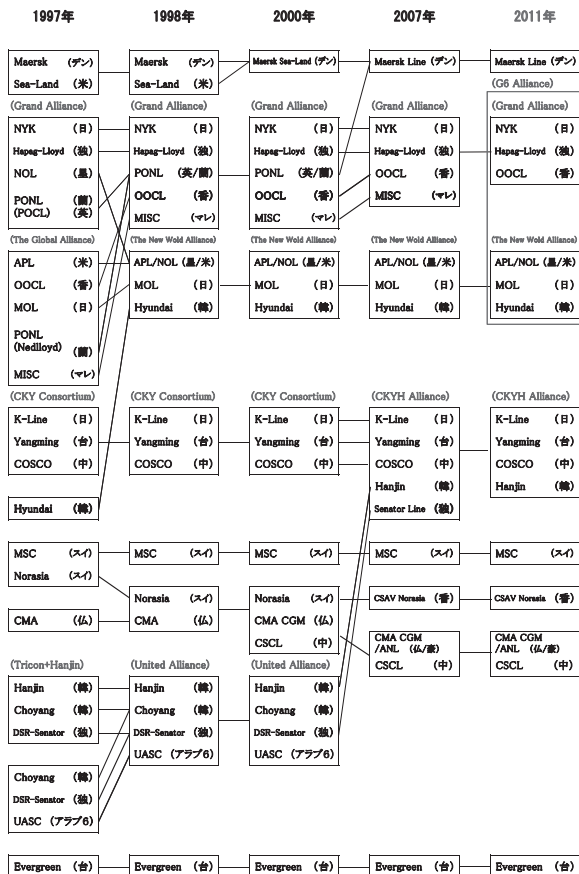 1997年
1998年
2000年
2007年
2011年
Maersk (デン)
Sea-Land (米)
(Grand Alliance)
NYK (日)
Hapag-Lloyd (独)
NOL (星)
PONL (蘭)
(POCL) (英)
(The Global Alliance)
APL (米)
OOCL (香)
MOL (日)
PONL
(Nedlloyd) (蘭)
MISC (マレ)
(CKY Consortium)
K-Line (日)
Yangming (台)
COSCO (中)
Hyundai (韓)
MSC (スイ)
Norasia (スイ)
CMA (仏)
(Tricon+Hanjin)
Hanjin (韓)
Choyang (韓)
DSR-Senator (独)
Choyang (韓)
DSR-Senator (独)
UASC (アラブ6)
Evergreen (台)
Maersk (デン)
Sea-Land (米)
(Grand Alliance)
NYK (日)
Hapag-Lloyd (独)
PONL (英/蘭)
OOCL (香)
MISC (マレ)
(The New Wold Alliance)
APL/NOL (星/米)
MOL (日)
Hyundai (韓)
(CKY Consortium)
K-Line (日)
Yangming (台)
COSCO (中)
MSC (スイ)
Norasia (スイ)
CMA (仏)
(United Alliance)
Hanjin (韓)
Choyang (韓)
DSR-Senator (独)
UASC (アラブ6)
Evergreen (台)
Maersk Sea-Land (デン)
(Grand Alliance)
NYK (日)
Hapag-Lloyd (独)
PONL (英/蘭)
OOCL (香)
MISC (マレ)
(The New Wold Alliance)
APL/NOL (星/米)
MOL (日)
Hyundai (韓)
(CKY Consortium)
K-Line (日)
Yangming (台)
COSCO (中)
MSC (スイ)
Norasia (スイ)
CMA CGM (仏)
CSCL (中)
(United Alliance)
Hanjin (韓)
Choyang (韓)
DSR-Senator (独)
UASC (アラブ6)
Evergreen (台)
Maersk Line (デン)
(Grand Alliance)
NYK (日)
Hapag-Lloyd (独)
OOCL (香)
MISC (マレ)
(The New Wold Alliance)
APL/NOL (星/米)
MOL (日)
Hyundai (韓)
(CKYH Alliance)
K-Line (日)
Yangming (台)
COSCO (中)
Hanjin (韓)
Senator Line (独)
MSC (スイ)
CSAV Norasia (香)
CMA CGM
/ANL (仏/豪)
CSCL (中)
Evergreen (台)
Maersk Line (デン)
(G6 Alliance)
(Grand Alliance)
NYK (日)
Hapag-Lloyd (独)
OOCL (香)
(The New Wold Alliance)
APL/NOL (星/米)
MOL (日)
Hyundai (韓)
(CKYH Alliance)
K-Line (日)
Yangming (台)
COSCO (中)
Hanjin (韓)
MSC (スイ)
CSAV Norasia (香)
CMA CGM
/ANL (仏/豪)
CSCL (中)
Evergreen (台)